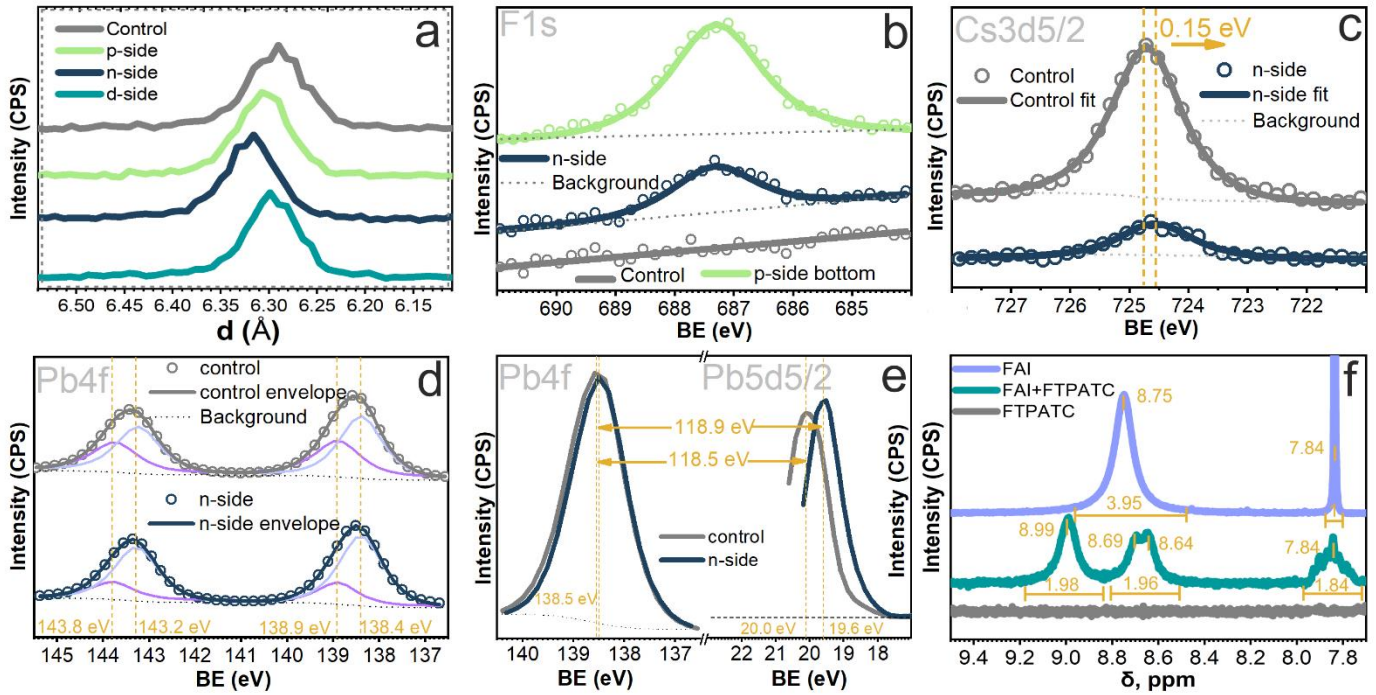 a
Control
p-side
n-side
d-side
Intensity (CPS)
6.50 6.45 6.40 6.35 6.30 6.25 6.20 6.15
d (Å)
F1s
b
n-side
Background
Control
p-side bottom
Intensity (CPS)
690 689 688 687 686 685
BE (eV)
Cs3d5/2
c
0.15 eV
Control
Control fit
n-side
n-side fit
Background
Intensity (CPS)
727 726 725 724 723 722
BE (eV)
Pb4f
d
control
control envelope
Background
n-side
n-side envelope
143.8 eV
143.2 eV
138.9 eV
138.4 eV
Intensity (CPS)
145 144 143 142 141 140 139 138 137
BE (eV)
Pb4f
Pb5d5/2
e
118.9 eV
118.5 eV
control
n-side
138.5 eV
20.0 eV
19.6 eV
Intensity (CPS)
Intensity (CPS)
140 139 138 22 21 20 19 18 17
BE (eV)
f
FAI
FAI+FTPATC
FTPATC
8.75
7.84
3.95
8.99
8.69
8.64
7.84
1.98
1.96
1.84
Intensity (CPS)
9.4 9.2 9.0 8.8 8.6 8.4 8.2 8.0 7.8
δ, ppm